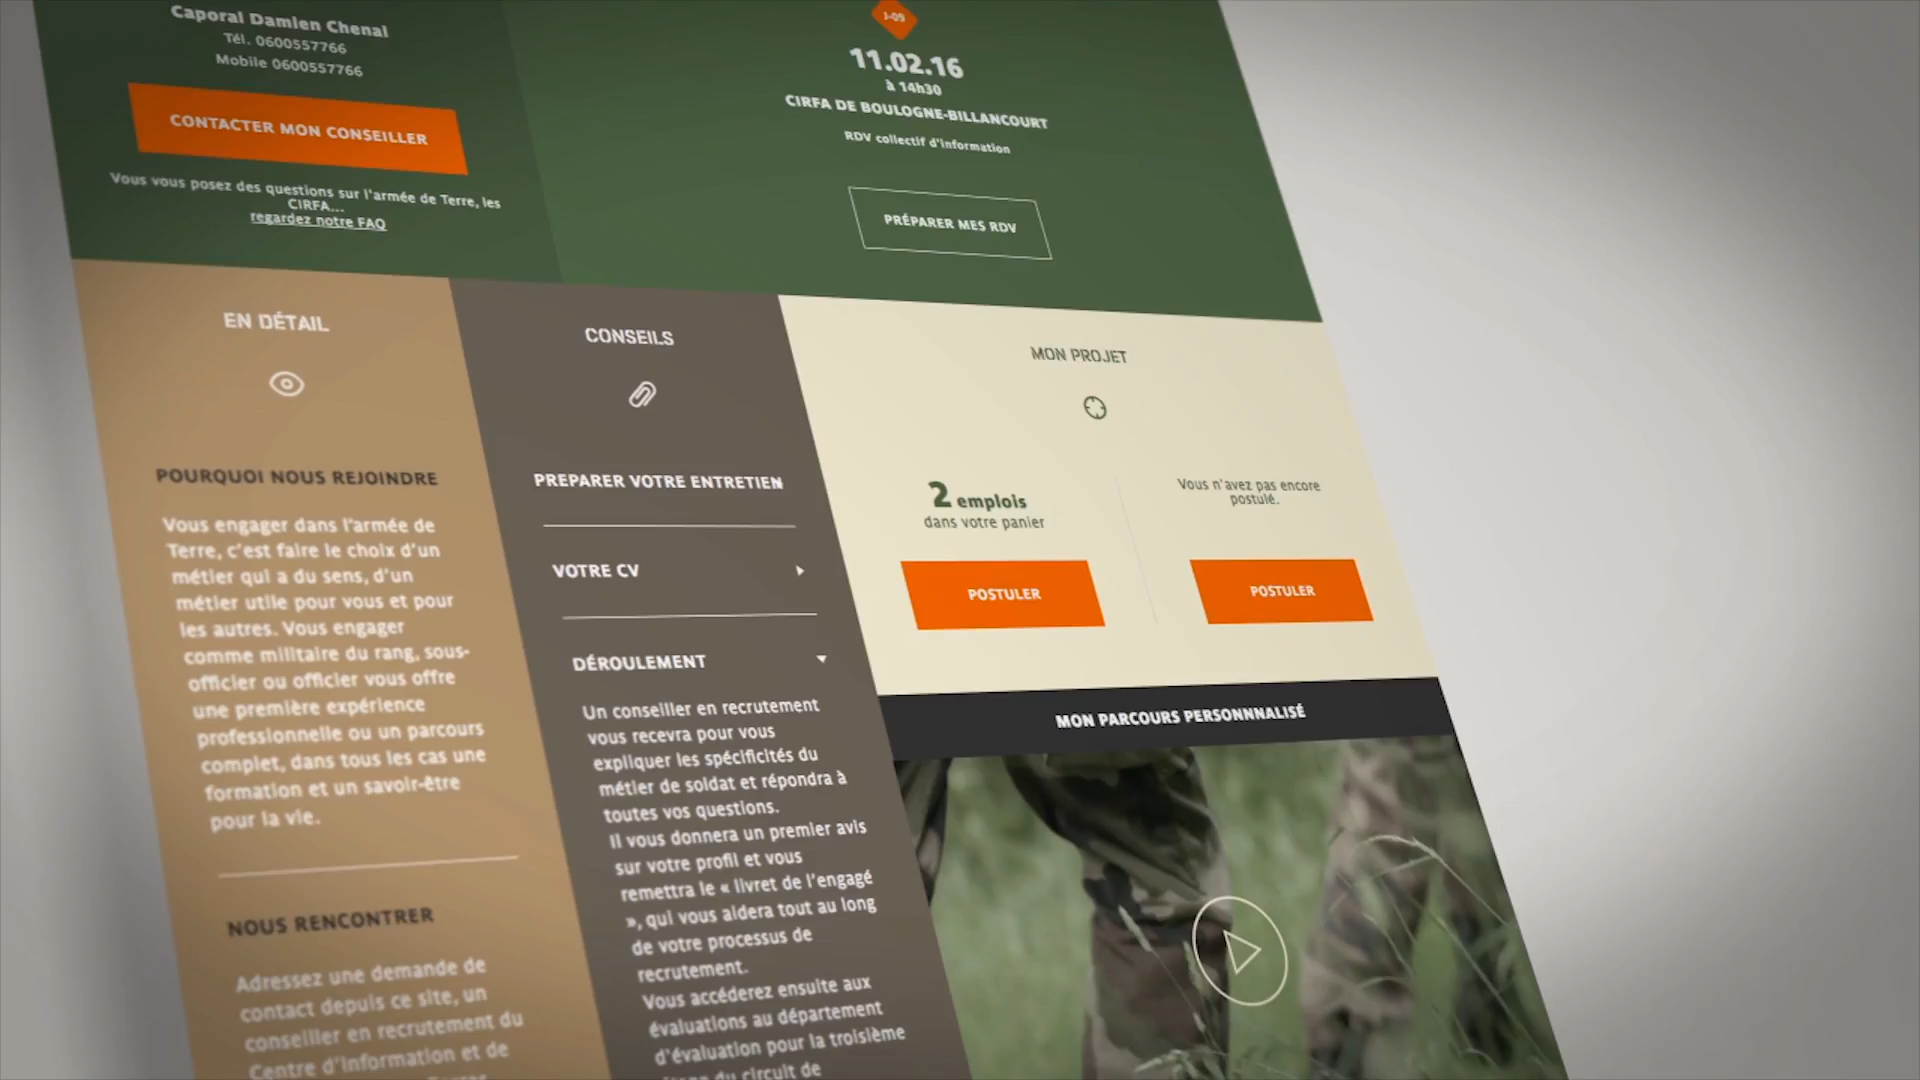 Caporal Damien Chenal
Tél. 0600557766
Mobile 0600557766
CONTACTER MON CONSEILLER
Vous vous posez des questions sur l'armée de Terre, les
CIRFA...
regardez notre FAQ
J-09
11.02.16
à 14h30
CIRFA DE BOULOGNE-BILLANCOURT
RDV collectif d'information
PRÉPARER MES RDV
EN DÉTAIL
POURQUOI NOUS REJOINDRE
Vous engager dans l'armée de
Terre, c'est faire le choix d'un
métier qui a du sens, d'un
métier utile pour vous et pour
les autres. Vous engager
comme militaire du rang, sous-
officier ou officier vous offre
une première expérience
professionnelle ou un parcours
complet, dans tous les cas une
formation et un savoir-être
pour la vie.
NOUS RENCONTRER
Adressez une demande de
contact depuis ce site, un
conseiller en recrutement du
Centre d'Information et de
CONSEILS
PREPARER VOTRE ENTRETIEN
VOTRE CV
DÉROULEMENT
Un conseiller en recrutement
vous recevra pour vous
expliquer les spécificités du
métier de soldat et répondra à
toutes vos questions.
Il vous donnera un premier avis
sur votre profil et vous
remettra le « livret de l'engagé
», qui vous aidera tout au long
de votre processus de
recrutement.
Vous accéderez ensuite aux
évaluations au département
d'évaluation pour la troisième
du circuit de
MON PROJET
2 emplois
dans votre panier
POSTULER
Vous n'avez pas encore
postulé.
POSTULER
MON PARCOURS PERSONNNALISÉ